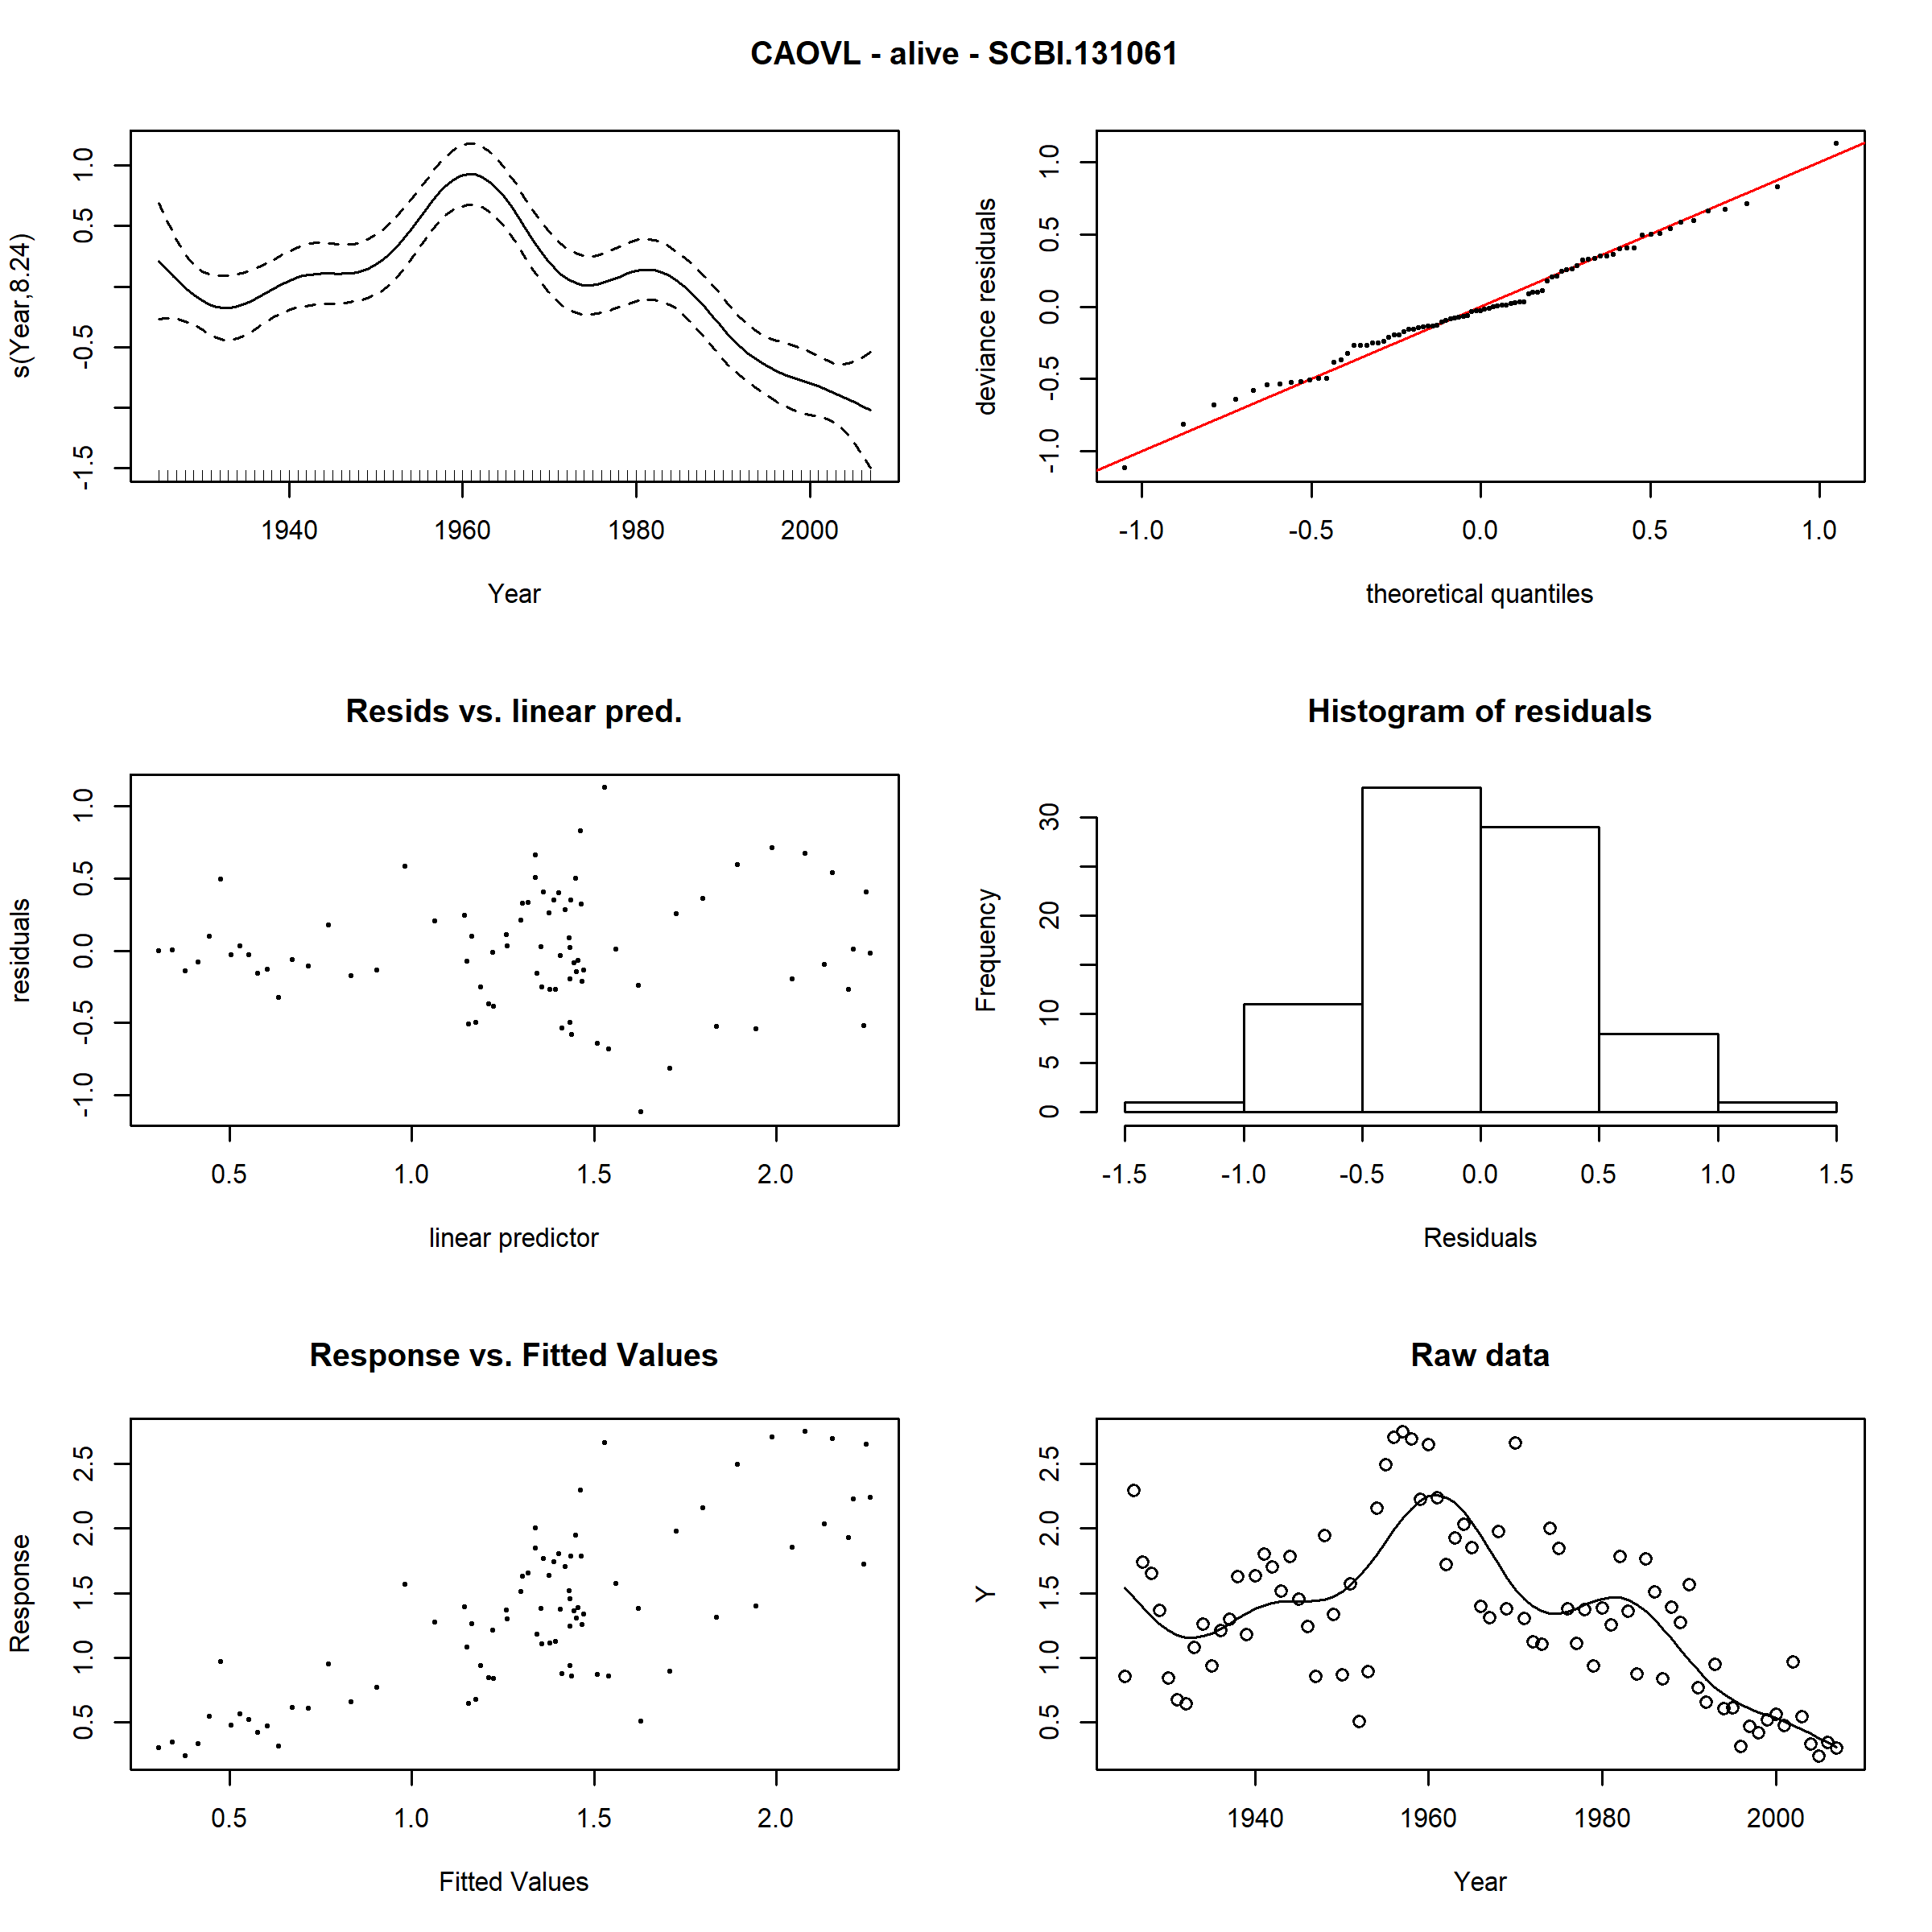 CAOVL - alive - SCBI.131061
s(Year,8.24)
1.0
0.5
-0.5
-1.5
1940 1960 1980 2000
Year
deviance residuals
1.0
0.5
0.0
-0.5
-1.0
-1.0 -0.5 0.0 0.5 1.0
theoretical quantiles
Resids vs. linear pred.
residuals
1.0
0.5
0.0
-0.5
-1.0
0.5 1.0 1.5 2.0
linear predictor
Histogram of residuals
Frequency
30
20
10
5
0
-1.5 -1.0 -0.5 0.0 0.5 1.0 1.5
Residuals
Response vs. Fitted Values
Response
2.5
2.0
1.5
1.0
0.5
0.5 1.0 1.5 2.0
Fitted Values
Raw data
Y
2.5
2.0
1.5
1.0
0.5
1940 1960 1980 2000
Year